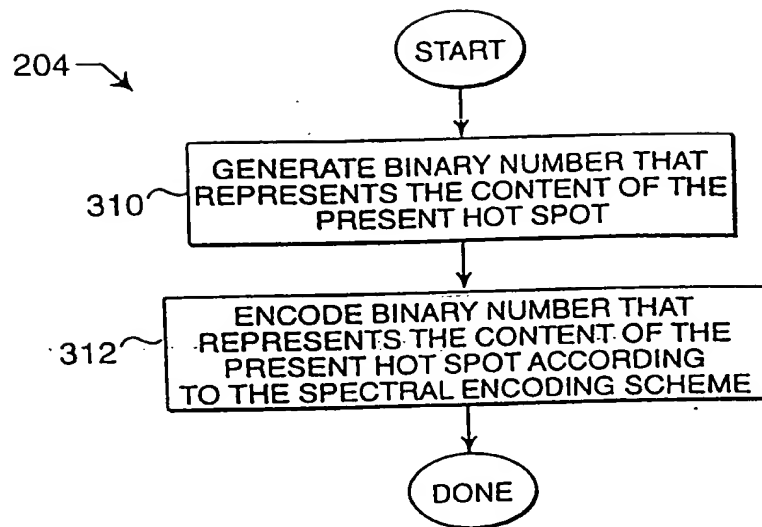 START
204
GENERATE BINARY NUMBER THAT
REPRESENTS THE CONTENT OF THE
PRESENT HOT SPOT.
310
ENCODE BINARY NUMBER THAT
REPRESENTS THE CONTENT OF THE
PRESENT HOT SPOT ACCORDING
TO THE SPECTRAL ENCODING SCHEME
312
DONE